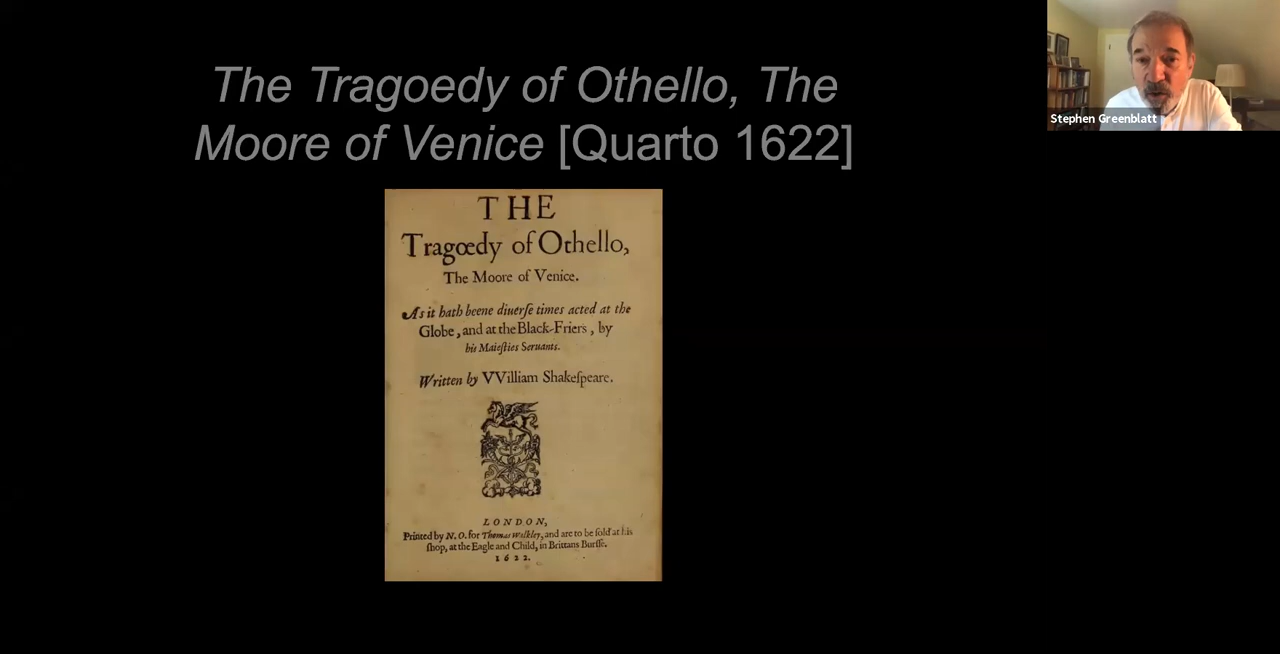 The Tragoedy of Othello, The
Moore of Venice [Quarto 1622]
Stephen Greenblatt
THE
Tragœdy of Othello,
The Moore of Venice.
As it hath beene diuerſe times acted at the
Globe, and at the Black-Friers, by
his Maieſties Seruants.
Written by VVilliam Shakeſpeare.
LONDON,
Printed by N. O. for Thomas Walkley, and are to be ſold at his
ſhop, at the Eagle and Child, in Brittans Burſſe.
1622.